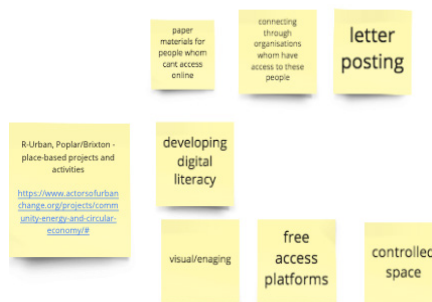 paper
materials for
people whom
cant access
online
connecting
through
organisations
whom have
access to these
people
letter
posting
R-Urban, Poplar/Brixton -
place-based projects and
activities
https://www.actorsofurban
change.org/projects/comm
unity-energy-and-circular-
economy/#
developing
digital
literacy
visual/enaging
free
access
platforms
controlled
space